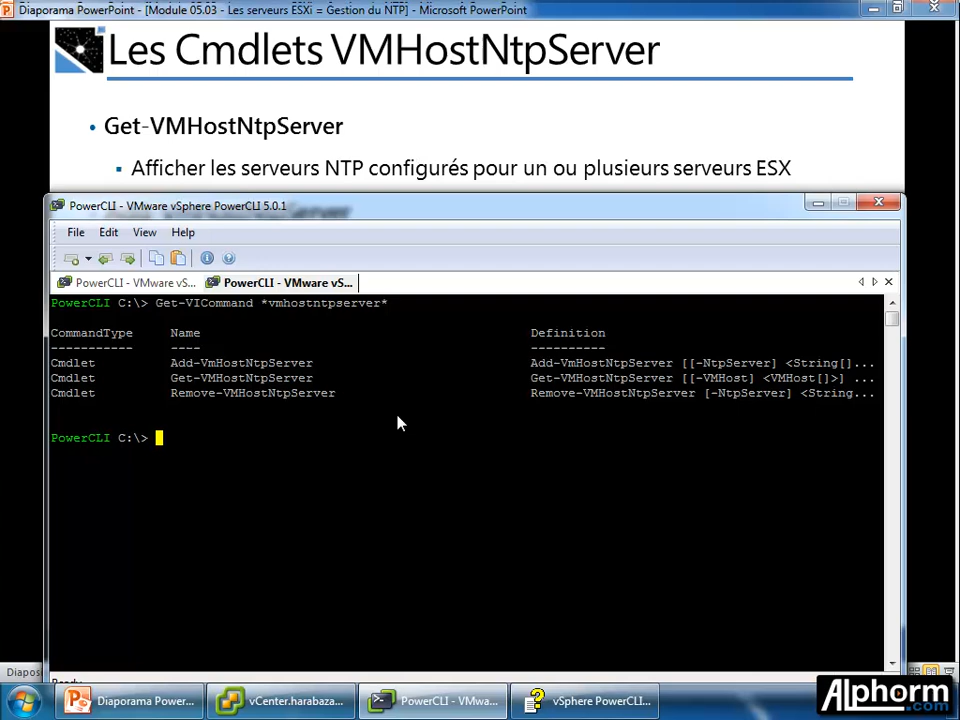 Diaporama PowerPoint - [Module 05.03 - Les serveurs ESXi = Gestion du NTP] - Microsoft PowerPoint
Les Cmdlets VMHostNtpServer
• Get-VMHostNtpServer
Afficher les serveurs NTP configurés pour un ou plusieurs serveurs ESX
PowerCLI - VMware vSphere PowerCLI 5.0.1
File Edit View Help
PowerCLI - VMware vS... PowerCLI - VMware vS...
PowerCLI C:\> Get-VICommand *vmhostntpserver*
CommandType Name Definition
----------- ---- ----------
Cmdlet Add-VmHostNtpServer Add-VmHostNtpServer [[-NtpServer] <String[]...
Cmdlet Get-VMHostNtpServer Get-VMHostNtpServer [[-VMHost] <VMHost[]>] ...
Cmdlet Remove-VMHostNtpServer Remove-VMHostNtpServer [-NtpServer] <String...
PowerCLI C:\>
Diaporama Power... vCenter.harabaza... PowerCLI - VMwa... vSphere PowerCLI...
Alphorm
.com